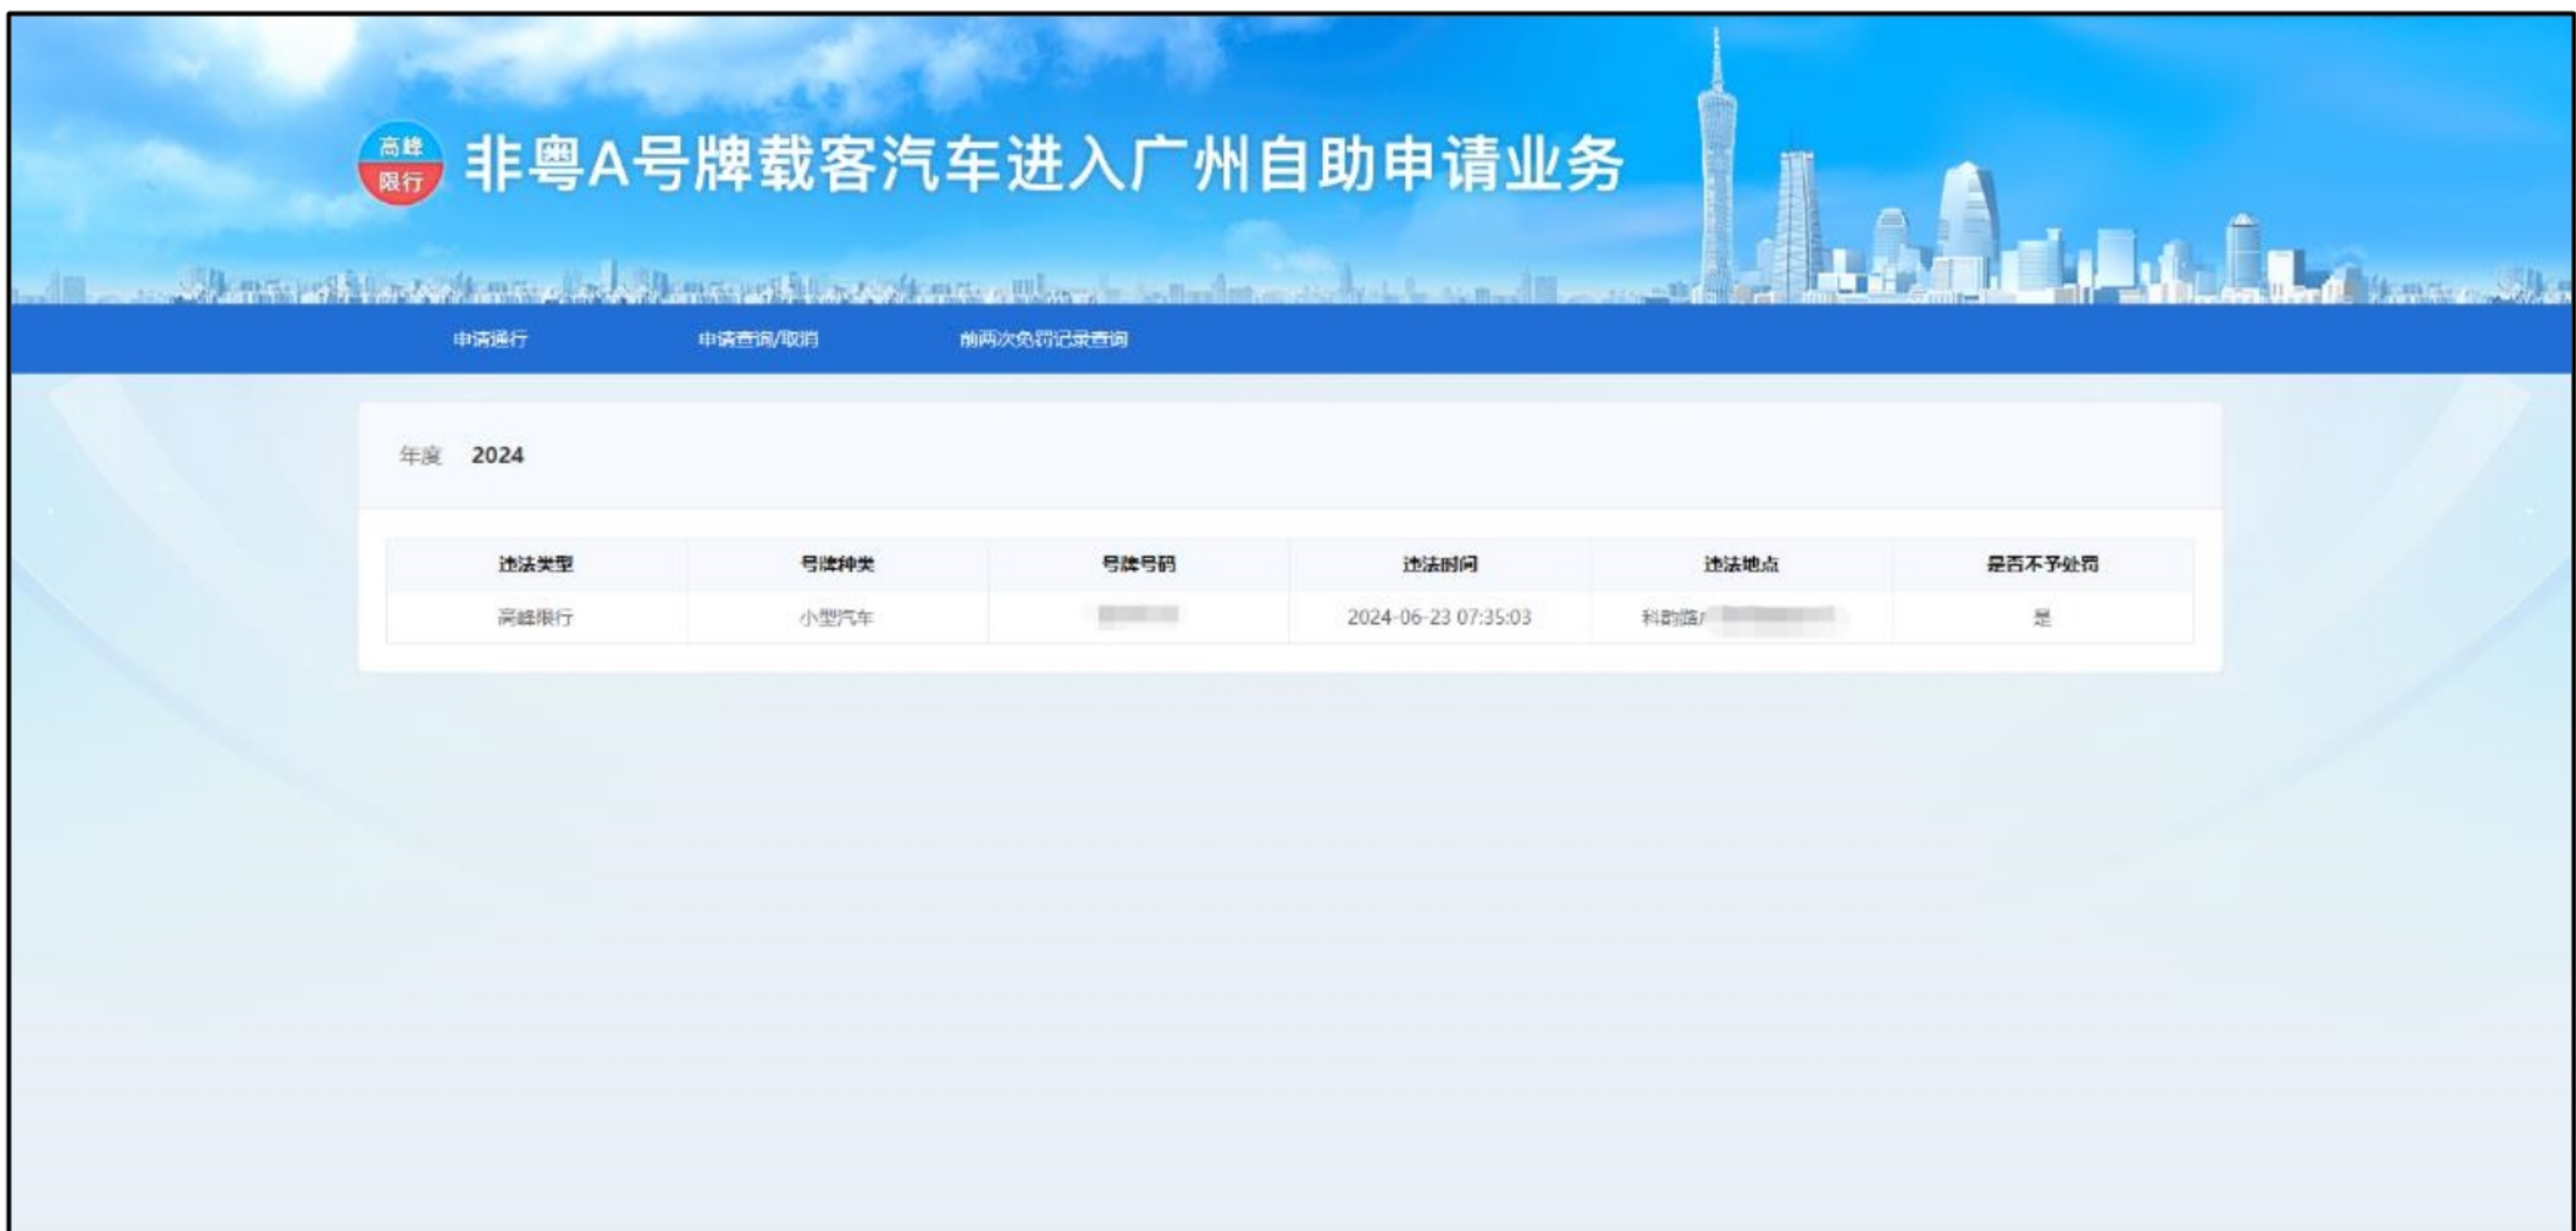 高峰
限行
非粤A号牌载客汽车进入广州自助申请业务
申请通行 申请查询/取消 前两次免罚记录查询
年度 2024
违法类型 号牌种类 号牌号码 违法时间 违法地点 是否不予处罚
高峰限行 小型汽车 2024-06-23 07:35:03 科韵路 是